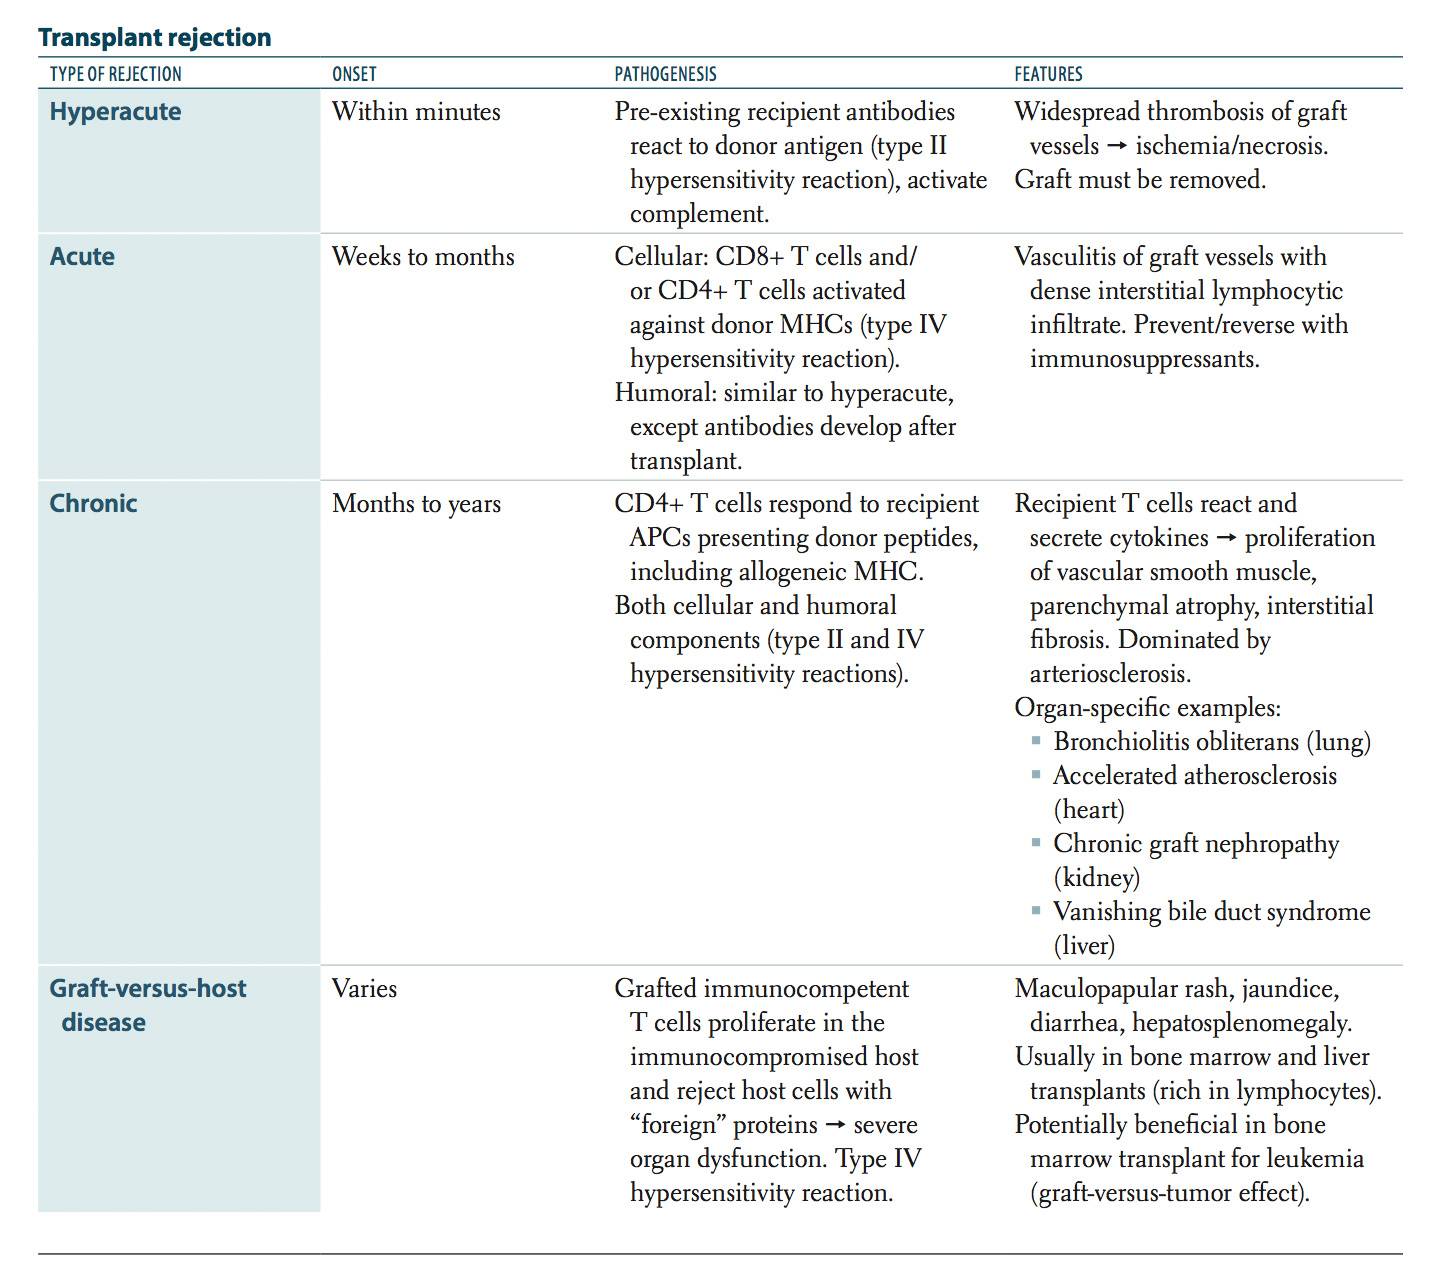 Transplant rejection
TYPE OF REJECTION ONSET PATHOGENESIS FEATURES
Hyperacute
Within minutes
Pre-existing recipient antibodies
react to donor antigen (type II
hypersensitivity reaction), activate
complement.
Widespread thrombosis of graft
vessels → ischemia/necrosis.
Graft must be removed.
Acute
Weeks to months
Cellular: CD8+ T cells and/
or CD4+ T cells activated
against donor MHCs (type IV
hypersensitivity reaction).
Humoral: similar to hyperacute,
except antibodies develop after
transplant.
Vasculitis of graft vessels with
dense interstitial lymphocytic
infiltrate. Prevent/reverse with
immunosuppressants.
Chronic
Months to years
CD4+ T cells respond to recipient
APCs presenting donor peptides,
including allogeneic MHC.
Both cellular and humoral
components (type II and IV
hypersensitivity reactions).
Recipient T cells react and
secrete cytokines → proliferation
of vascular smooth muscle,
parenchymal atrophy, interstitial
fibrosis. Dominated by
arteriosclerosis.
Organ-specific examples:
▪ Bronchiolitis obliterans (lung)
▪ Accelerated atherosclerosis
(heart)
▪ Chronic graft nephropathy
(kidney)
▪ Vanishing bile duct syndrome
(liver)
Graft-versus-host
disease
Varies
Grafted immunocompetent
T cells proliferate in the
immunocompromised host
and reject host cells with
“foreign” proteins → severe
organ dysfunction. Type IV
hypersensitivity reaction.
Maculopapular rash, jaundice,
diarrhea, hepatosplenomegaly.
Usually in bone marrow and liver
transplants (rich in lymphocytes).
Potentially beneficial in bone
marrow transplant for leukemia
(graft-versus-tumor effect).